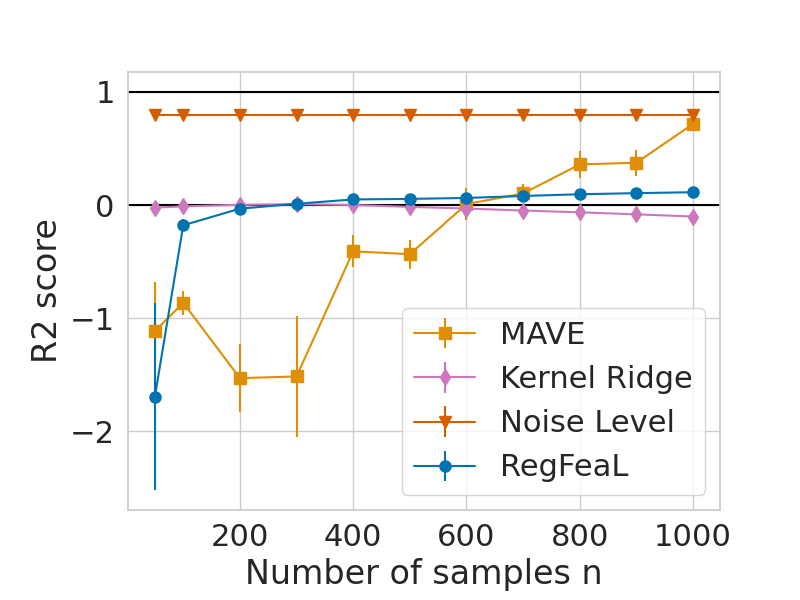 1
0
−1
−2
R2 score
MAVE
Kernel Ridge
Noise Level
RegFeaL
200 400 600 800 1000
Number of samples n